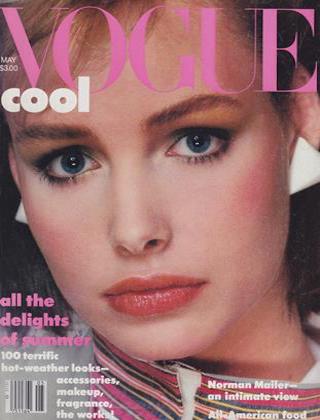 VOGUE
MAY
$3.00
cool
all the
delights
of summer
100 terrific
hot-weather looks—
accessories,
makeup,
fragrance,
the works!
Norman Mailer—
an intimate view
All-American food